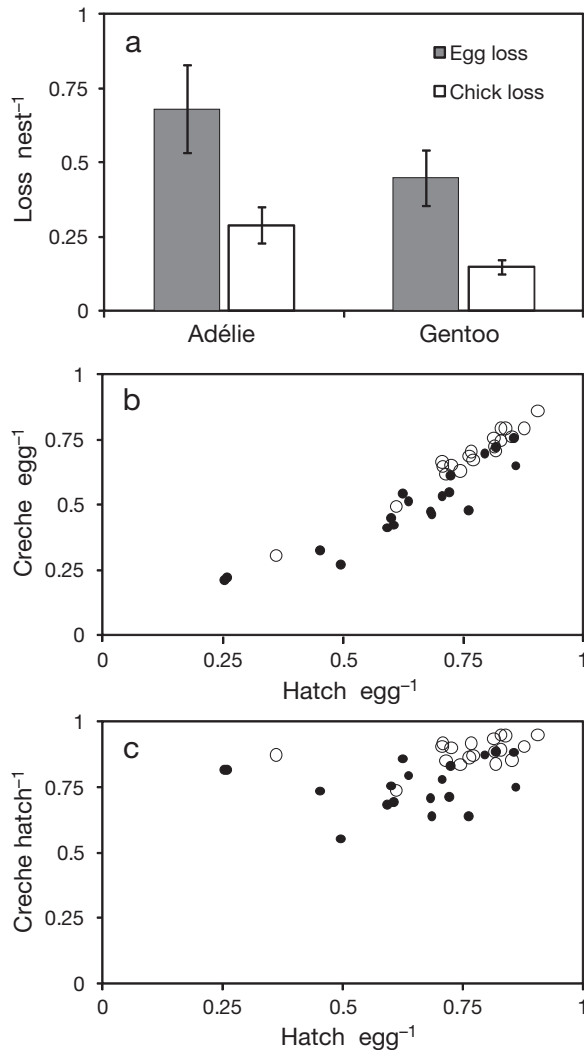 1
a
Egg loss
Chick loss
0.75
0.5
0.25
0
Loss nest⁻¹
Adélie Gentoo
1
b
0.75
0.5
0.25
0
Creche egg⁻¹
0 0.25 0.5 0.75 1
Hatch egg⁻¹
1
c
0.75
0.5
0.25
0
Creche hatch⁻¹
0 0.25 0.5 0.75 1
Hatch egg⁻¹